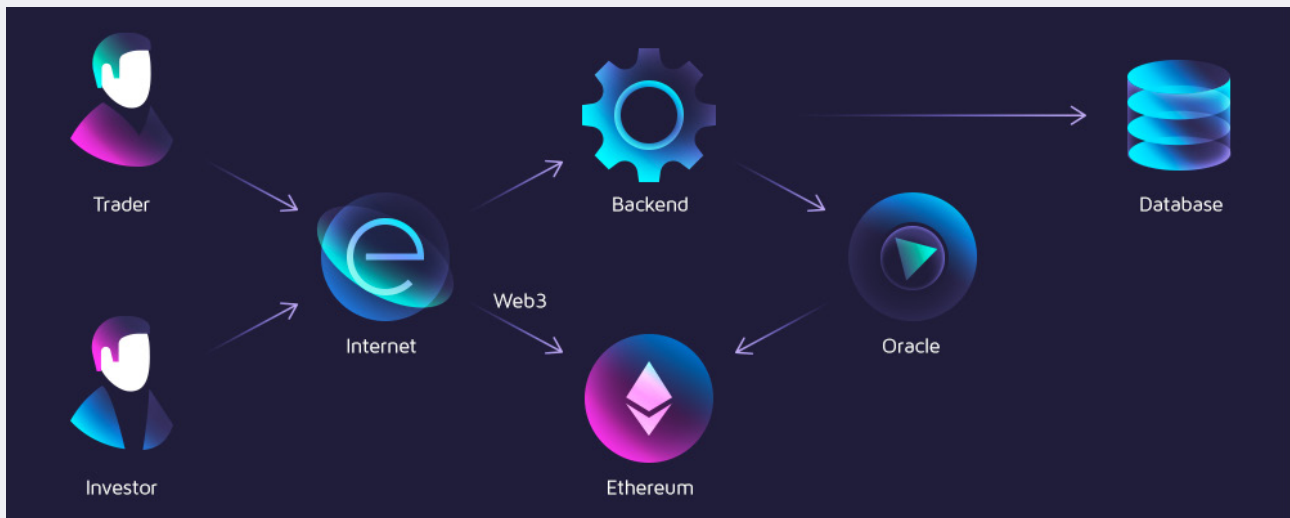 Trader
Backend
Database
Web3
Internet
Oracle
Investor
Ethereum